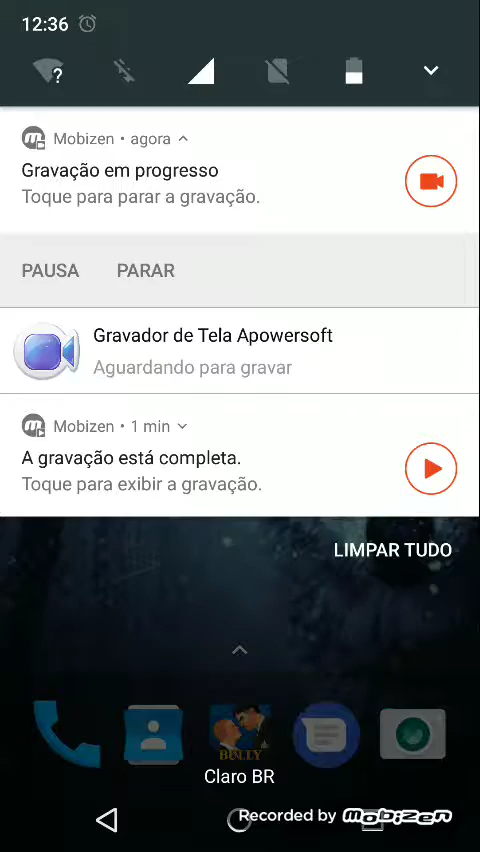 12:36
?
Mobizen • agora
Gravação em progresso
Toque para parar a gravação.
PAUSA PARAR
Gravador de Tela Apowersoft
Aguardando para gravar
Mobizen • 1 min
A gravação está completa.
Toque para exibir a gravação.
LIMPAR TUDO
BULLY
Claro BR
Recorded by Mobizen